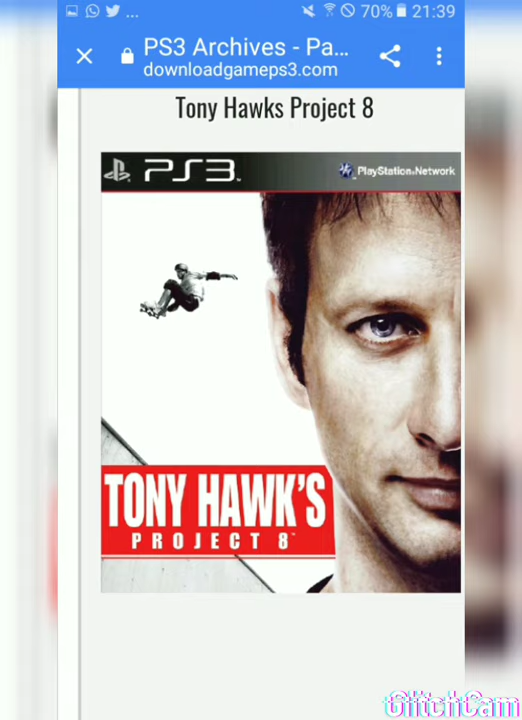 70% 21:39
PS3 Archives - Pa...
downloadgameps3.com
Tony Hawks Project 8
PS3
PlayStation®Network
TONY HAWK'S
PROJECT 8™
GlitchCam